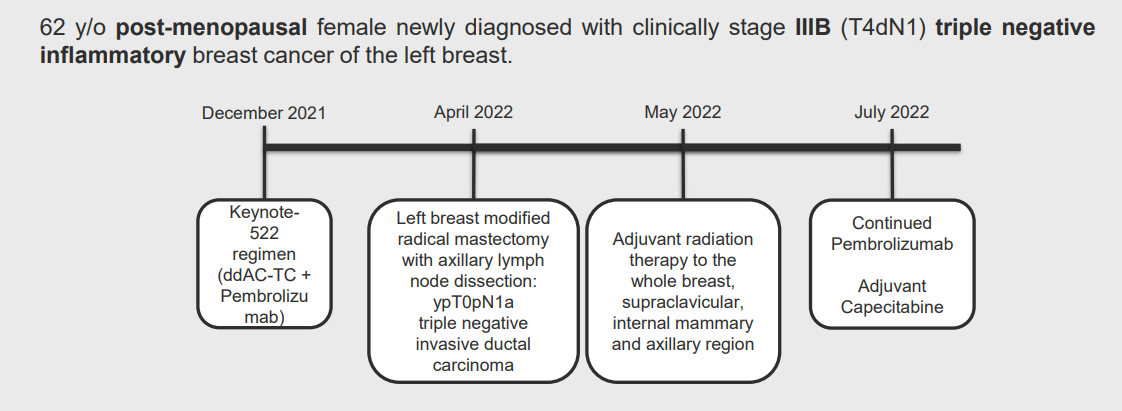 62 y/o post-menopausal female newly diagnosed with clinically stage IIIB (T4dN1) triple negative
inflammatory breast cancer of the left breast.
December 2021
April 2022
May 2022
July 2022
Keynote-
522
regimen
(ddAC-TC +
Pembrolizu
mab)
Left breast modified
radical mastectomy
with axillary lymph
node dissection:
ypT0pN1a
triple negative
invasive ductal
carcinoma
Adjuvant radiation
therapy to the
whole breast,
supraclavicular,
internal mammary
and axillary region
Continued
Pembrolizumab
Adjuvant
Capecitabine